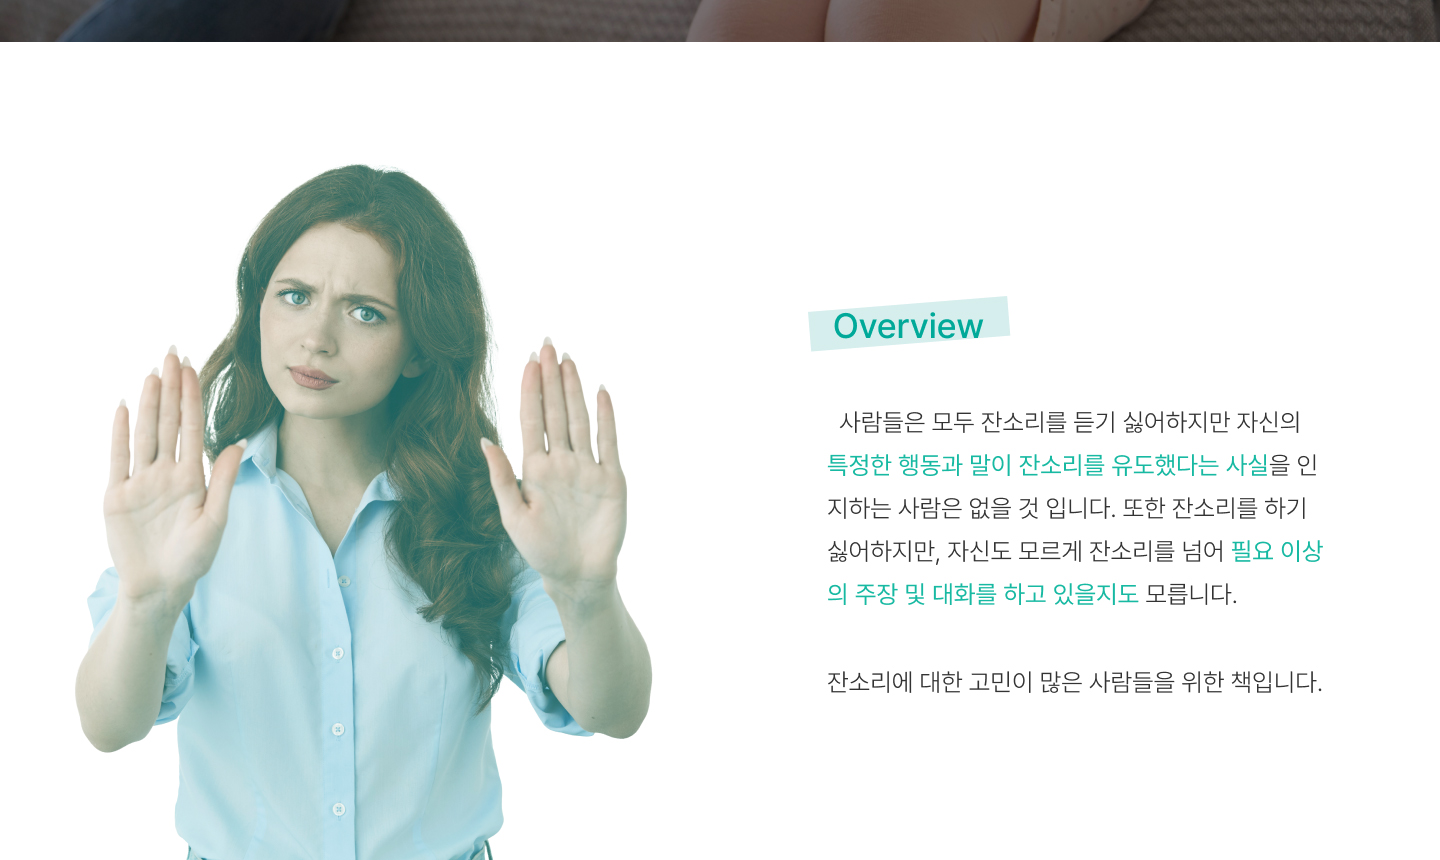 Overview
사람들은 모두 잔소리를 듣기 싫어하지만 자신의
특정한 행동과 말이 잔소리를 유도했다는 사실을 인
지하는 사람은 없을 것 입니다. 또한 잔소리를 하기
싫어하지만, 자신도 모르게 잔소리를 넘어 필요 이상
의 주장 및 대화를 하고 있을지도 모릅니다.
잔소리에 대한 고민이 많은 사람들을 위한 책입니다.